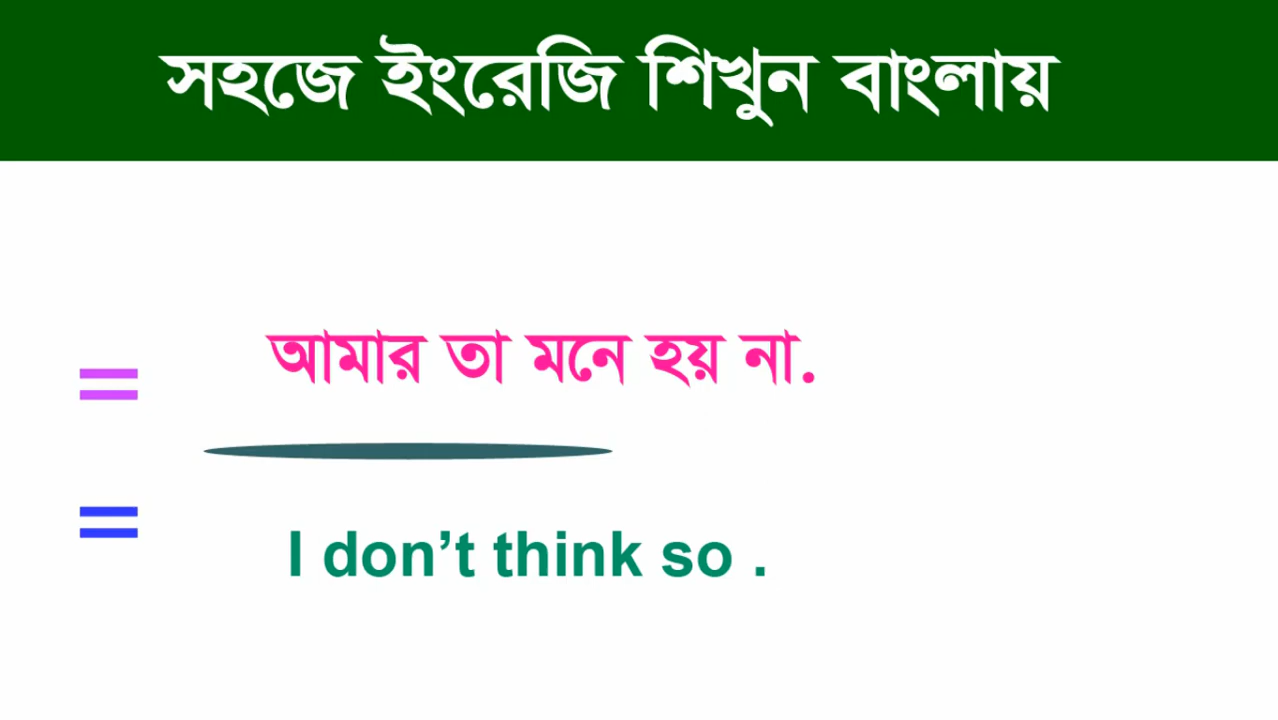 সহজে ইংরেজি শিখুন বাংলায়
= আমার তা মনে হয় না.
= I don’t think so .